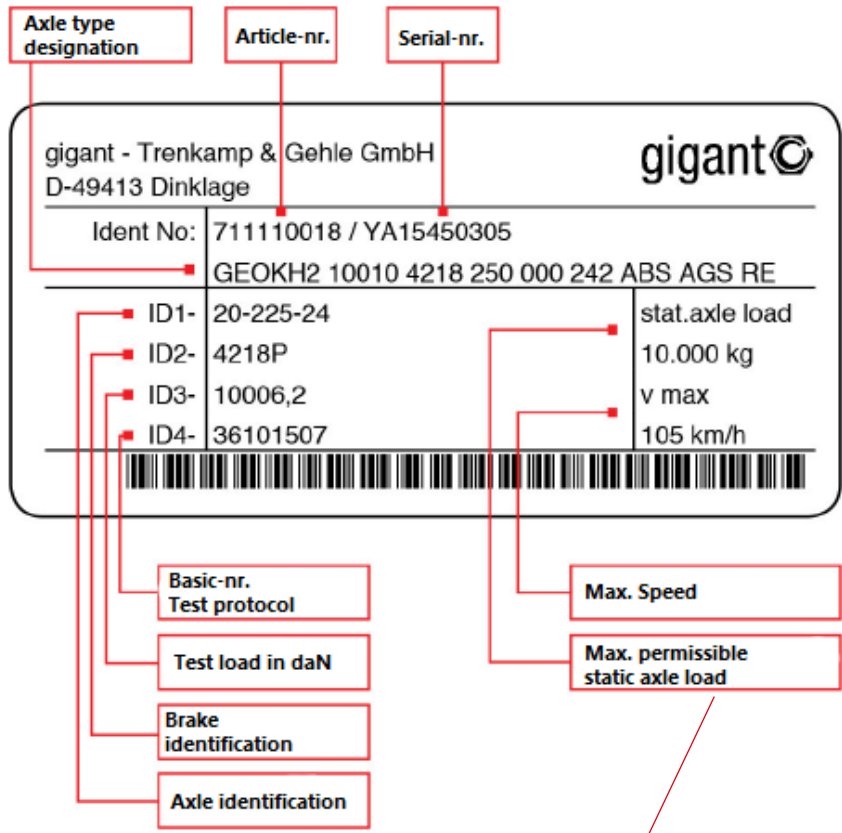 Axle type
designation
Article-nr.
Serial-nr.
gigant - Trenkamp & Gehle GmbH
D-49413 Dinklage
gigant
Ident No: 711110018 / YA15450305
GEOKH2 10010 4218 250 000 242 ABS AGS RE
ID1- 20-225-24 stat.axle load
ID2- 4218P 10.000 kg
ID3- 10006,2 v max
ID4- 36101507 105 km/h
Basic-nr.
Test protocol
Max. Speed
Test load in daN
Max. permissible
static axle load
Brake
identification
Axle identification